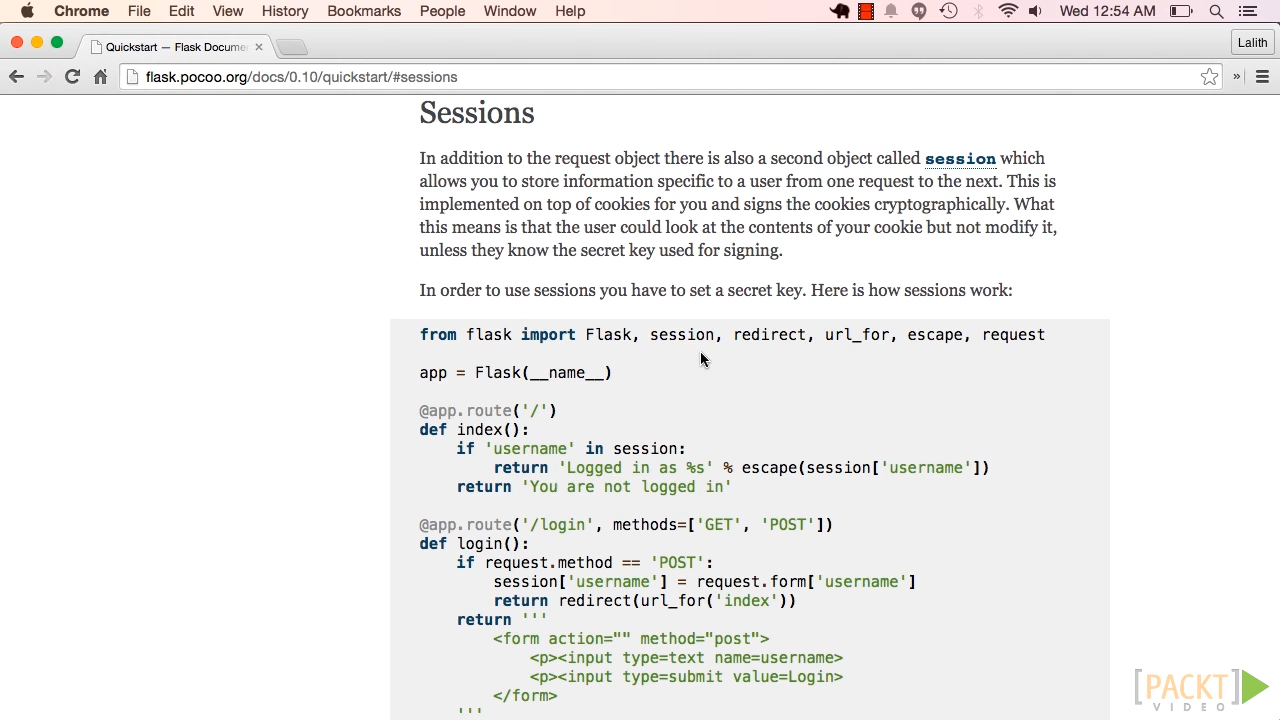 Chrome File Edit View History Bookmarks People Window Help Wed 12:54 AM
Quickstart — Flask Docume
Lalith
flask.pocoo.org/docs/0.10/quickstart/#sessions
Sessions
In addition to the request object there is also a second object called session which
allows you to store information specific to a user from one request to the next. This is
implemented on top of cookies for you and signs the cookies cryptographically. What
this means is that the user could look at the contents of your cookie but not modify it,
unless they know the secret key used for signing.
In order to use sessions you have to set a secret key. Here is how sessions work:
from flask import Flask, session, redirect, url_for, escape, request
app = Flask(__name__)
@app.route('/')
def index():
    if 'username' in session:
        return 'Logged in as %s' % escape(session['username'])
    return 'You are not logged in'
@app.route('/login', methods=['GET', 'POST'])
def login():
    if request.method == 'POST':
        session['username'] = request.form['username']
        return redirect(url_for('index'))
    return '''
        <form action="" method="post">
            <p><input type=text name=username>
            <p><input type=submit value=Login>
        </form>
    '''
[PACKT]
VIDEO